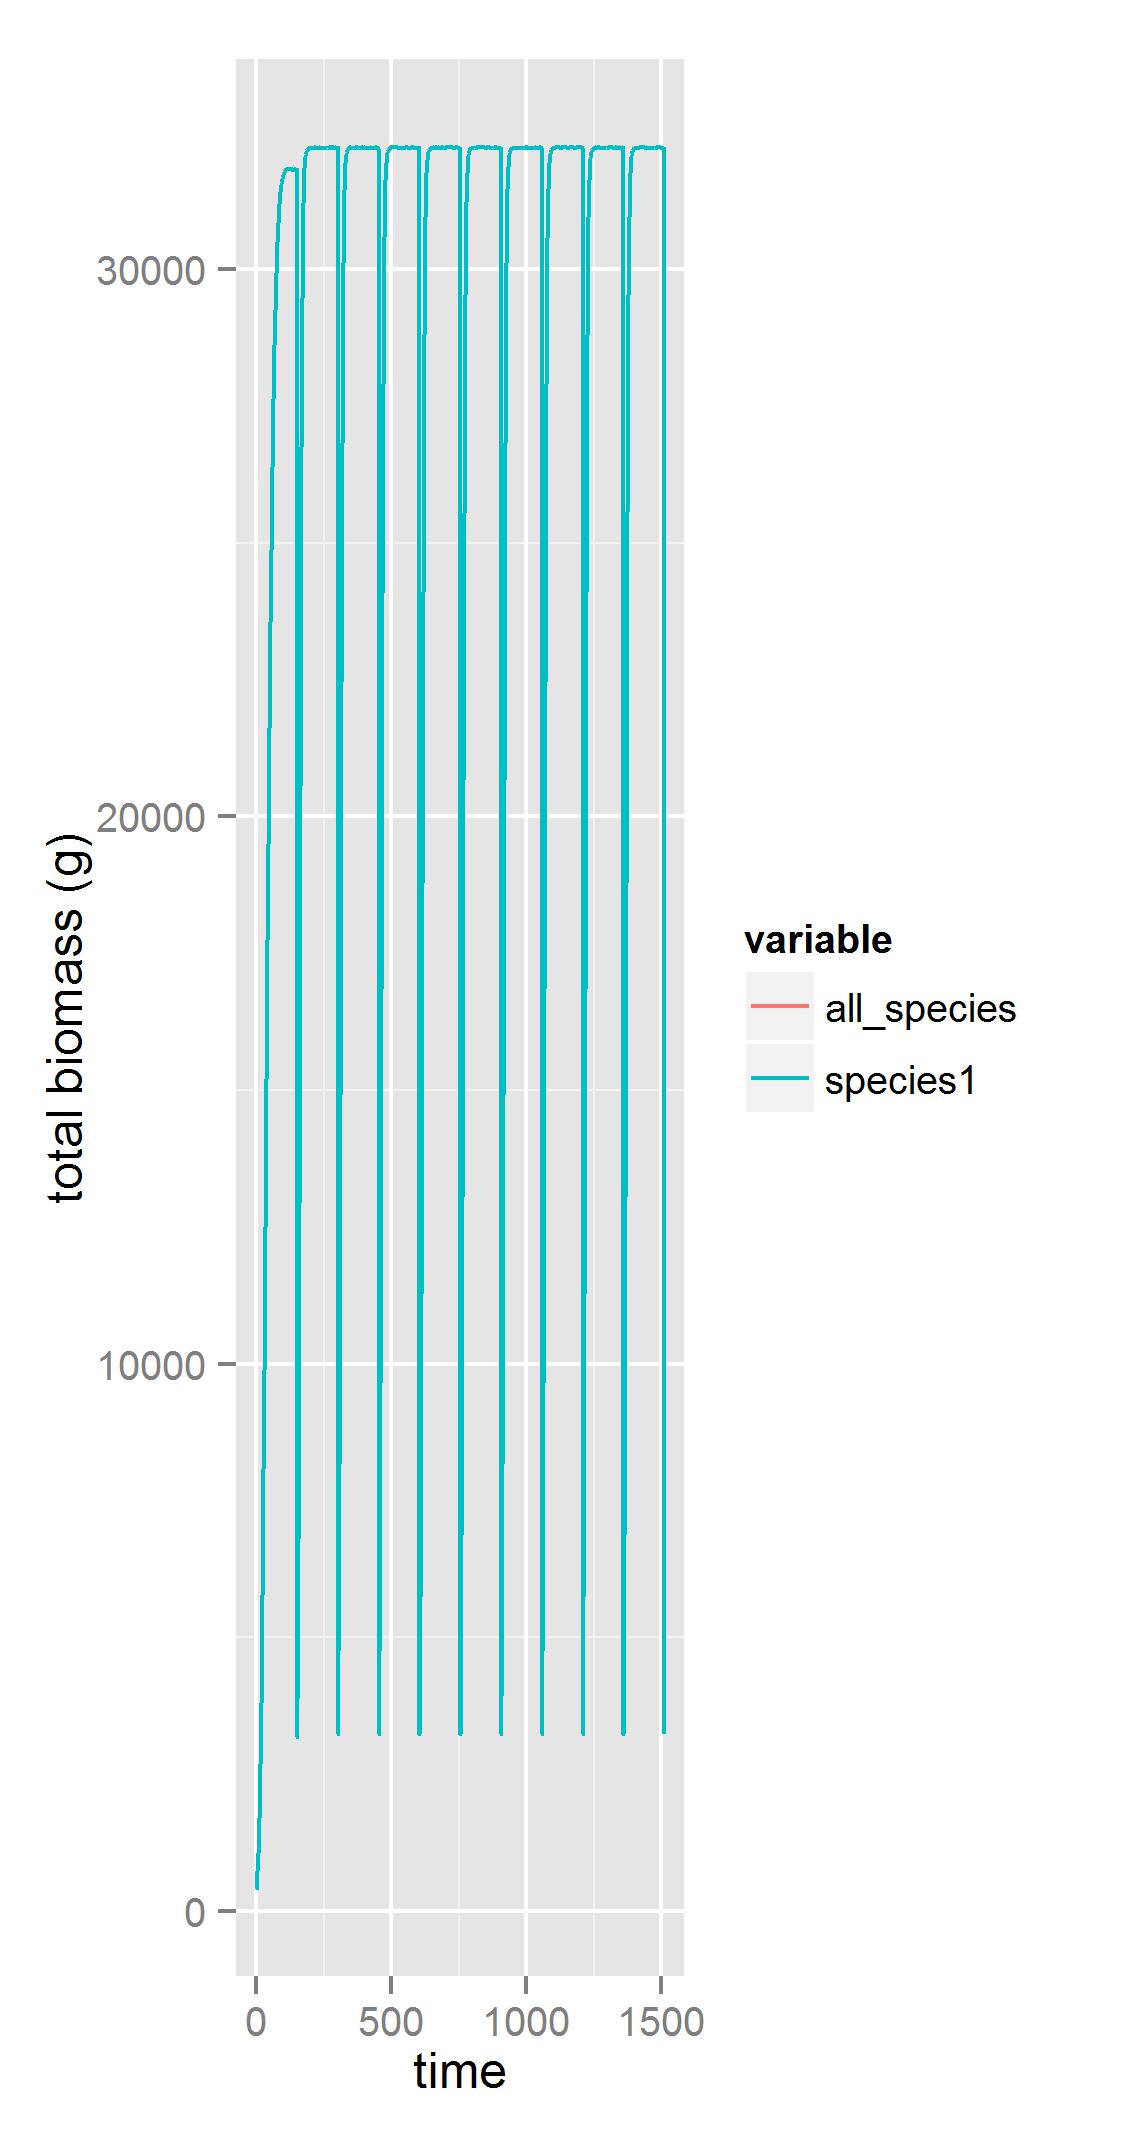 total biomass (g)
30000
20000
10000
0
0 500 1000 1500
time
variable
all_species
species1